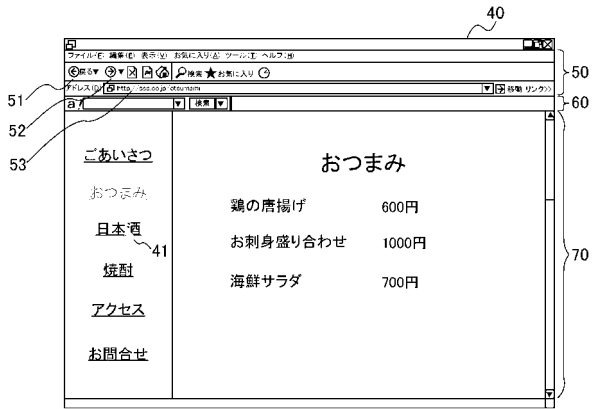 40
ファイル(F) 編集(E) 表示(V) お気に入り(A) ツール(T) ヘルプ(H)
戻る 検索 お気に入り
50
51
アドレス(D) http://sss.co.jp/otsumami 移動 リンク>>
52
検索
60
53
ごあいさつ
おつまみ
おつまみ
鶏の唐揚げ 600円
日本酒
41
お刺身盛り合わせ 1000円
70
焼酎
海鮮サラダ 700円
アクセス
お問合せ